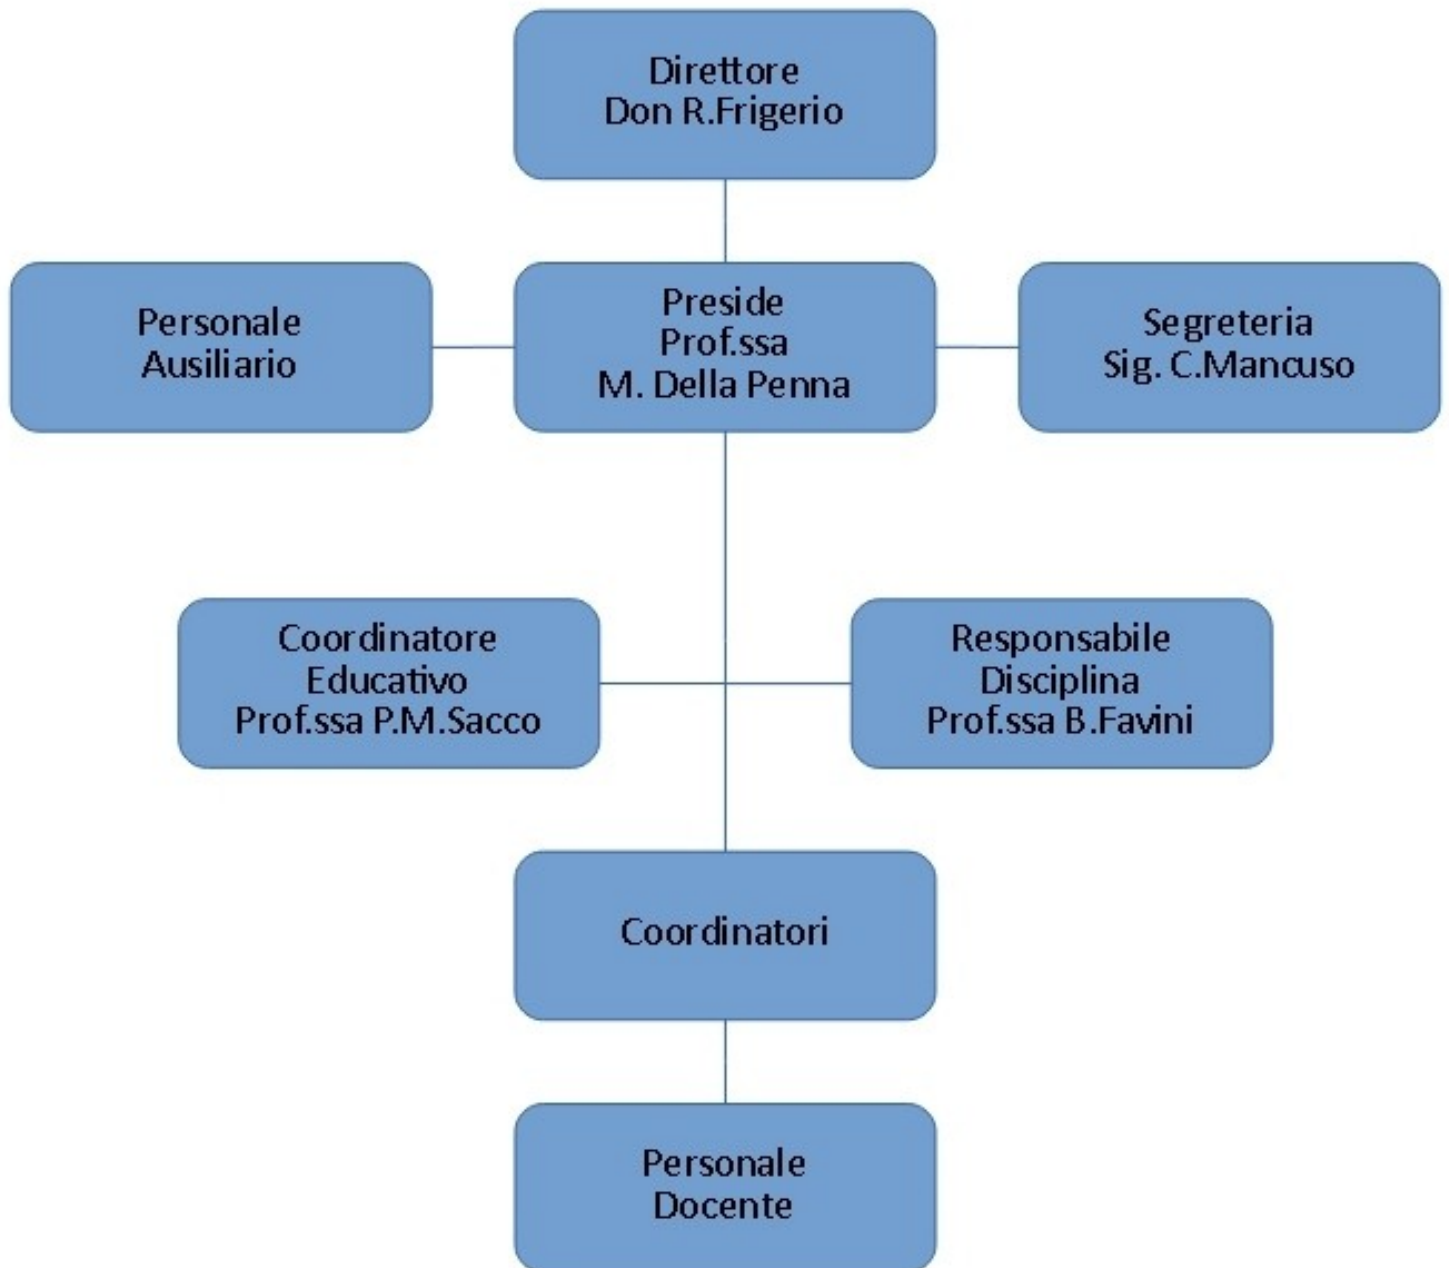 Direttore
Don R.Frigerio
Personale
Ausiliario
Preside
Prof.ssa
M. Della Penna
Segreteria
Sig. C.Mancuso
Coordinatore
Educativo
Prof.ssa P.M.Sacco
Responsabile
Disciplina
Prof.ssa B.Favini
Coordinatori
Personale
Docente